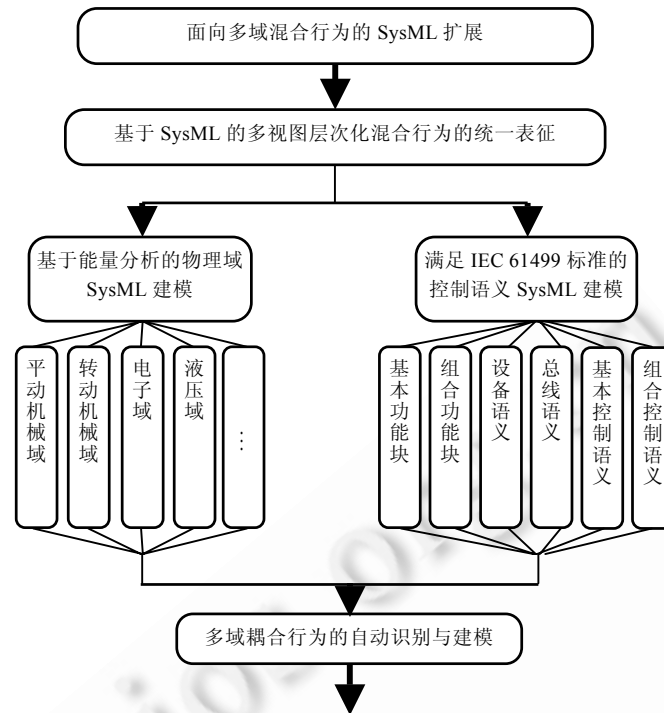 面向多域混合行为的 SysML 扩展
基于 SysML 的多视图层次化混合行为的统一表征
基于能量分析的物理域
SysML 建模
满足 IEC 61499 标准的
控制语义 SysML 建模
平动机械域
转动机械域
电子域
液压域
…
基本功能块
组合功能块
设备语义
总线语义
基本控制语义
组合控制语义
多域耦合行为的自动识别与建模